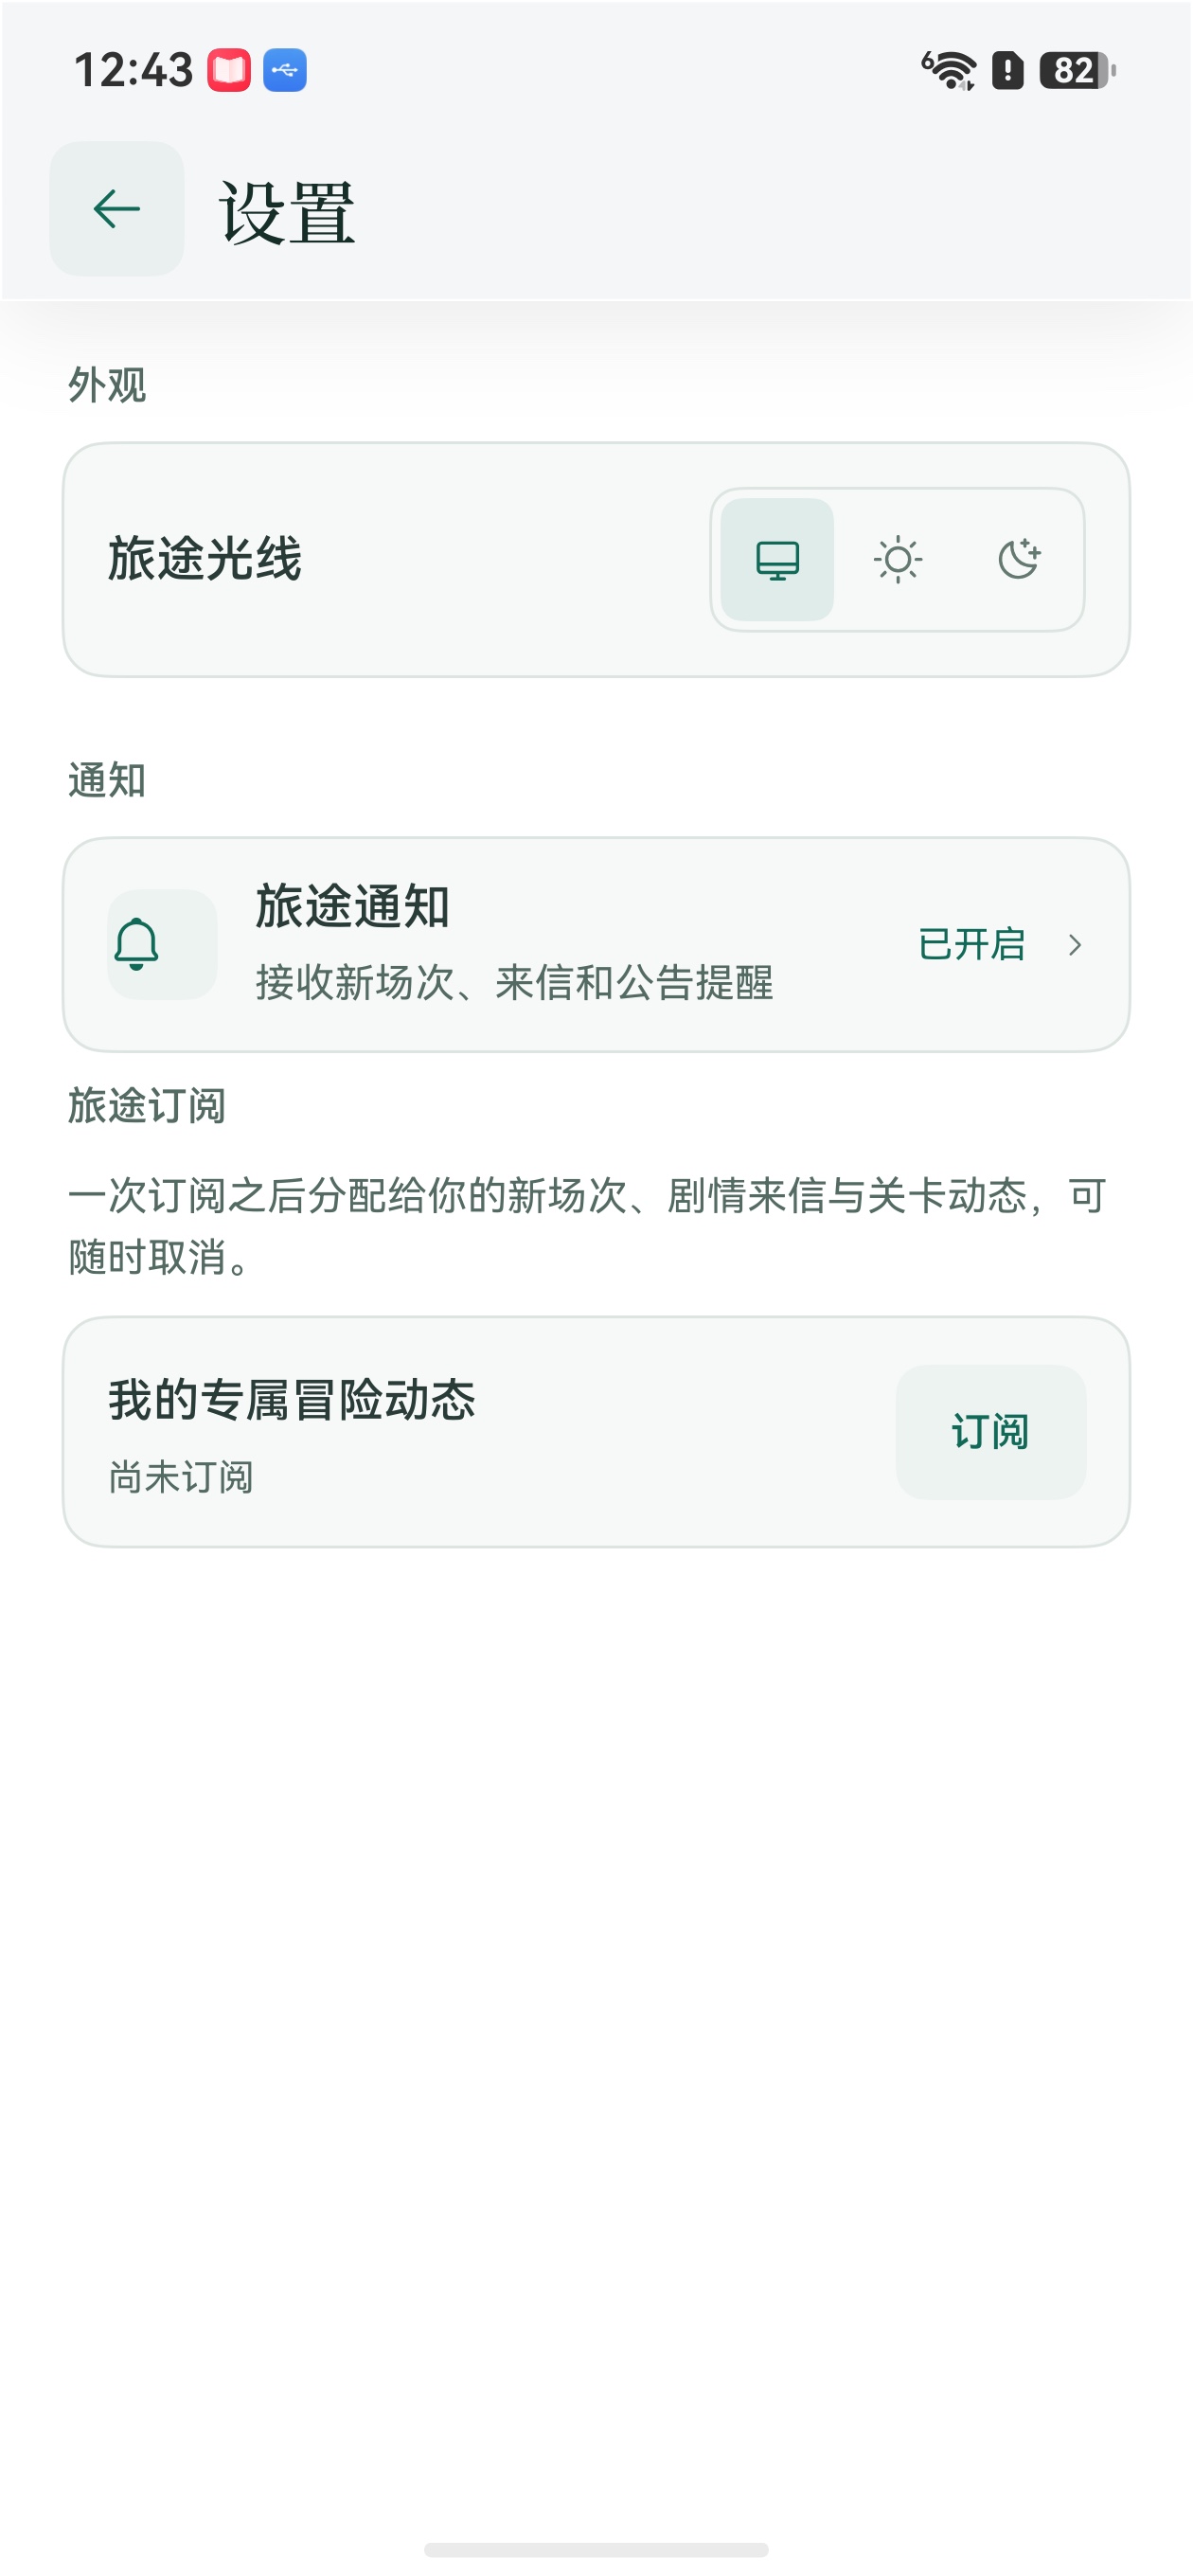 12:43
6
82
设置
外观
旅途光线
通知
旅途通知
接收新场次、来信和公告提醒
已开启
旅途订阅
一次订阅之后分配给你的新场次、剧情来信与关卡动态，可
随时取消。
我的专属冒险动态
尚未订阅
订阅